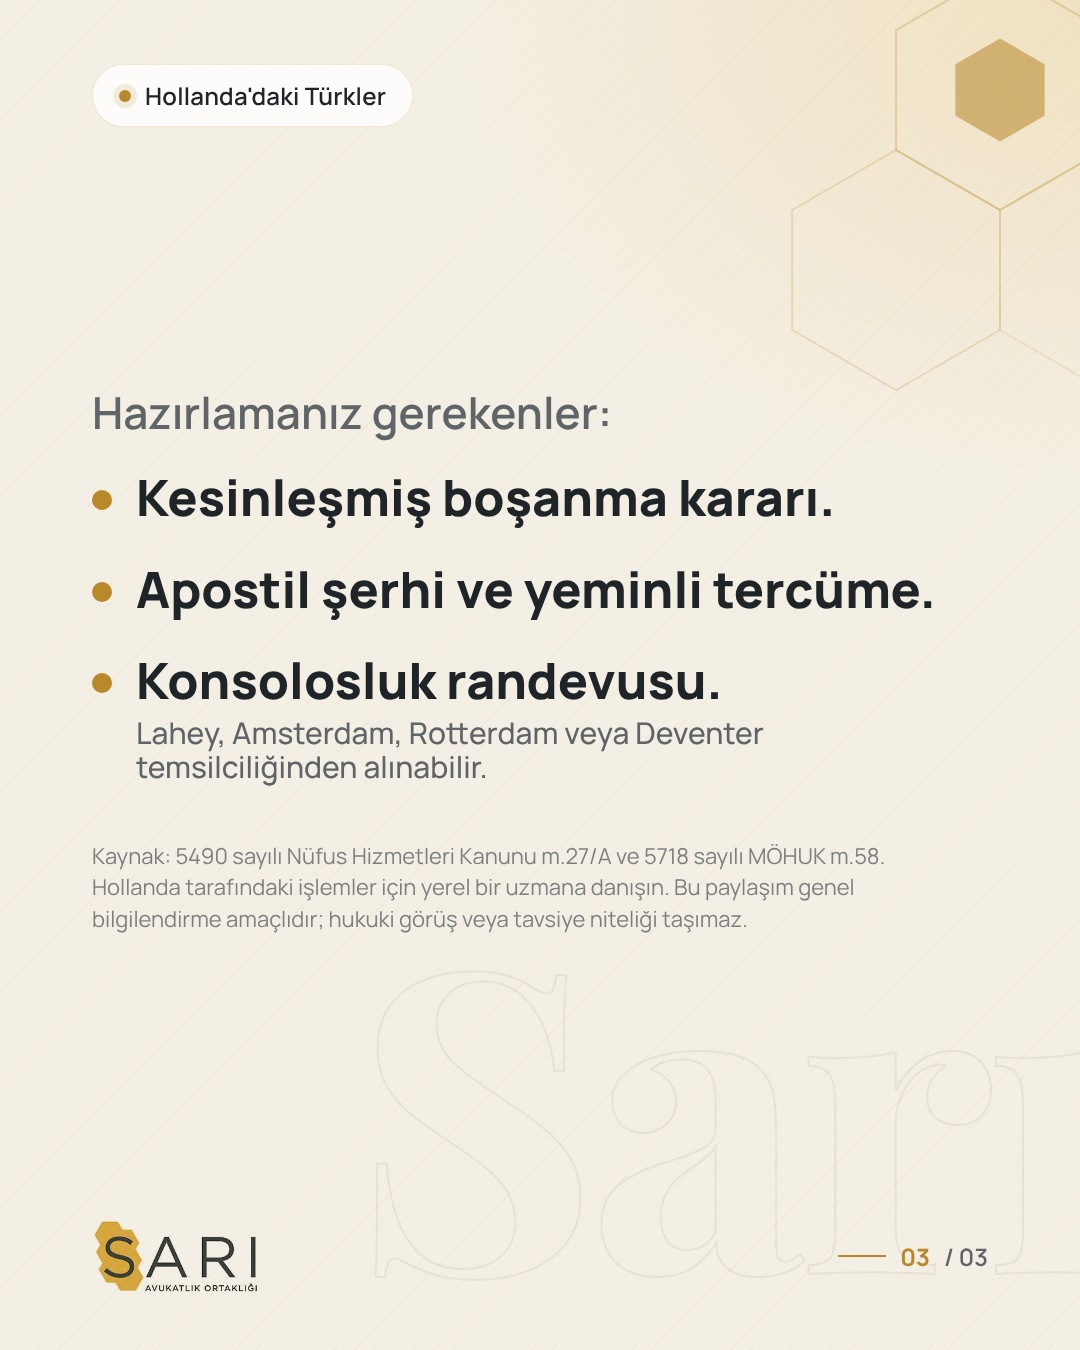 Hollanda'daki Türkler
Hazırlamanız gerekenler:
Kesinleşmiş boşanma kararı.
Apostil şerhi ve yeminli tercüme.
Konsolosluk randevusu.
Lahey, Amsterdam, Rotterdam veya Deventer
temsilciliğinden alınabilir.
Kaynak: 5490 sayılı Nüfus Hizmetleri Kanunu m.27/A ve 5718 sayılı MÖHUK m.58.
Hollanda tarafındaki işlemler için yerel bir uzmana danışın. Bu paylaşım genel
bilgilendirme amaçlıdır; hukuki görüş veya tavsiye niteliği taşımaz.
Sarı
SARI
AVUKATLIK ORTAKLIĞI
03 / 03